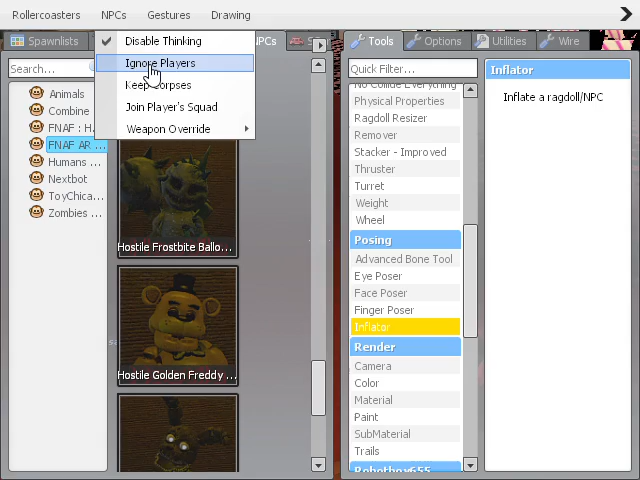 Rollercoasters NPCs Gestures Drawing
Spawnlists
NPCs
Disable Thinking
Ignore Players
Keep Corpses
Join Player's Squad
Weapon Override
Search...
Animals
Combine
FNAF : H...
FNAF AR ...
Humans ...
Nextbot
ToyChica...
Zombies ...
Hostile Frostbite Ballo...
Hostile Golden Freddy ...
Tools Options Utilities Wire
Quick Filter...
No Collide Everything
Physical Properties
Ragdoll Resizer
Remover
Stacker - Improved
Thruster
Turret
Weight
Wheel
Posing
Advanced Bone Tool
Eye Poser
Face Poser
Finger Poser
Inflator
Render
Camera
Color
Material
Paint
SubMaterial
Trails
Robotboy655
Inflator
Inflate a ragdoll/NPC